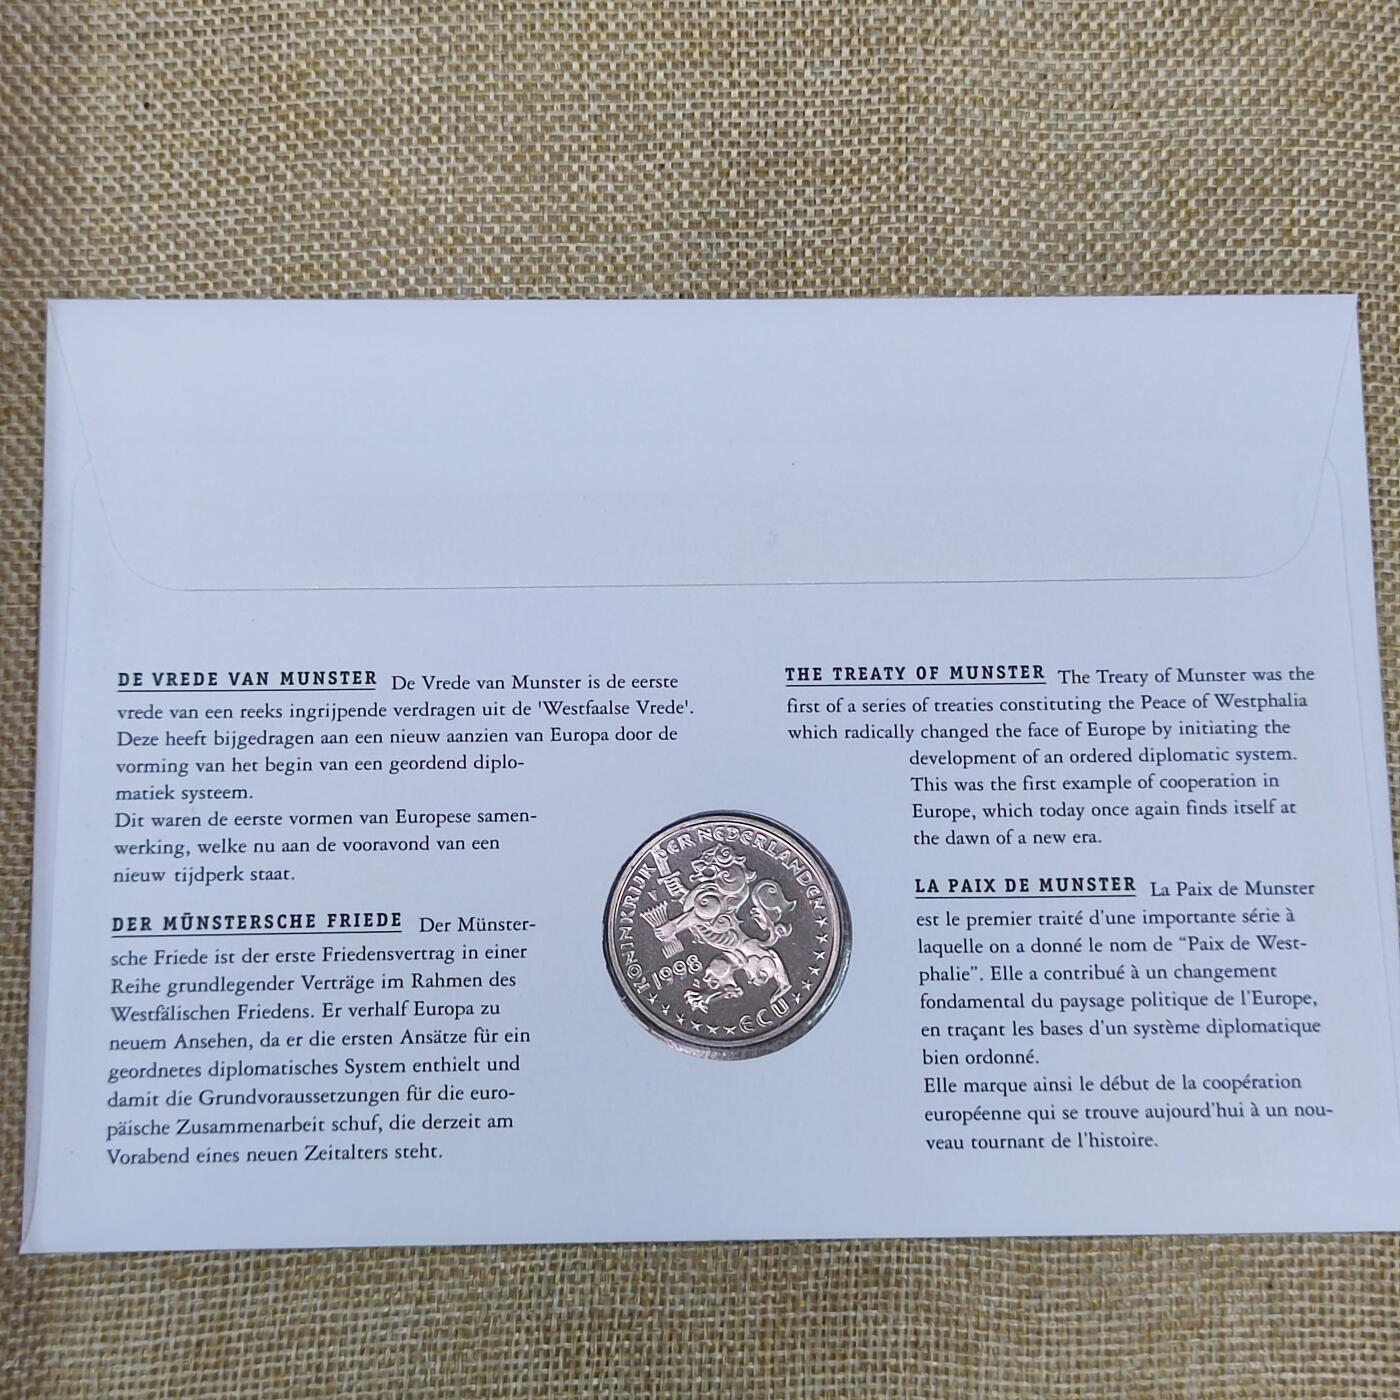 DE VREDE VAN MUNSTER De Vrede van Munster is de eerste
vrede van een reeks ingrijpende verdragen uit de 'Westfaalse Vrede'.
Deze heeft bijgedragen aan een nieuw aanzien van Europa door de
vorming van het begin van een geordend diplo-
matiek systeem.
Dit waren de eerste vormen van Europese samen-
werking, welke nu aan de vooravond van een
nieuw tijdperk staat.
DER MÜNSTERSCHE FRIEDE Der Münster-
sche Friede ist der erste Friedensvertrag in einer
Reihe grundlegender Verträge im Rahmen des
Westfälischen Friedens. Er verhalf Europa zu
neuem Ansehen, da er die ersten Ansätze für ein
geordnetes diplomatisches System enthielt und
damit die Grundvoraussetzungen für die euro-
päische Zusammenarbeit schuf, die derzeit am
Vorabend eines neuen Zeitalters steht.
KONINKRIJK DER NEDERLANDEN
1998
ECU
THE TREATY OF MUNSTER The Treaty of Munster was the
first of a series of treaties constituting the Peace of Westphalia
which radically changed the face of Europe by initiating the
development of an ordered diplomatic system.
This was the first example of cooperation in
Europe, which today once again finds itself at
the dawn of a new era.
LA PAIX DE MUNSTER La Paix de Munster
est le premier traité d'une importante série à
laquelle on a donné le nom de "Paix de West-
phalie". Elle a contribué à un changement
fondamental du paysage politique de l'Europe,
en traçant les bases d'un système diplomatique
bien ordonné.
Elle marque ainsi le début de la coopération
européenne qui se trouve aujourd'hui à un nou-
veau tournant de l'histoire.